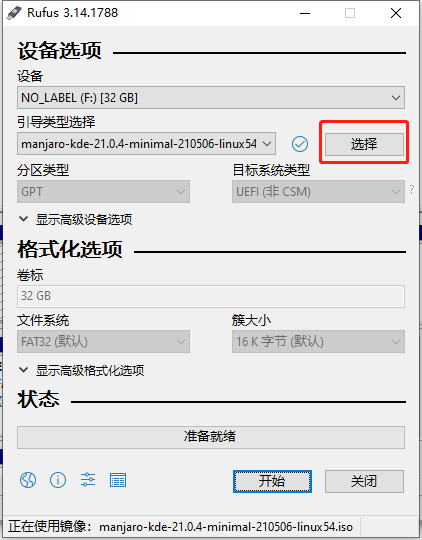 Rufus 3.14.1788
设备选项
设备
NO_LABEL (F:) [32 GB]
引导类型选择
manjaro-kde-21.0.4-minimal-210506-linux54
选择
分区类型
目标系统类型
GPT
UEFI (非 CSM)
?
显示高级设备选项
格式化选项
卷标
32 GB
文件系统
簇大小
FAT32 (默认)
16 K 字节 (默认)
显示高级格式化选项
状态
准备就绪
开始
关闭
正在使用镜像: manjaro-kde-21.0.4-minimal-210506-linux54.iso